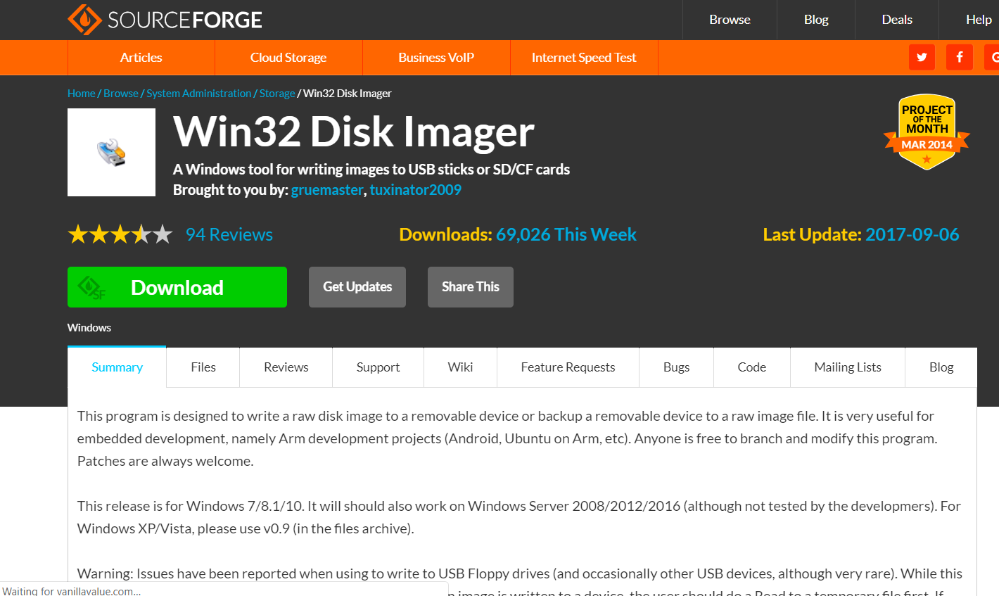 SOURCEFORGE
Browse
Blog
Deals
Help
Articles
Cloud Storage
Business VoIP
Internet Speed Test
Home / Browse / System Administration / Storage / Win32 Disk Imager
Win32 Disk Imager
A Windows tool for writing images to USB sticks or SD/CF cards
Brought to you by: gruemaster, tuxinator2009
PROJECT
OF THE
MONTH
MAR 2014
94 Reviews
Downloads: 69,026 This Week
Last Update: 2017-09-06
SF
Download
Get Updates
Share This
Windows
Summary
Files
Reviews
Support
Wiki
Feature Requests
Bugs
Code
Mailing Lists
Blog
This program is designed to write a raw disk image to a removable device or backup a removable device to a raw image file. It is very useful for
embedded development, namely Arm development projects (Android, Ubuntu on Arm, etc). Anyone is free to branch and modify this program.
Patches are always welcome.
This release is for Windows 7/8.1/10. It will should also work on Windows Server 2008/2012/2016 (although not tested by the developmers). For
Windows XP/Vista, please use v0.9 (in the files archive).
Warning: Issues have been reported when using to write to USB Floppy drives (and occasionally other USB devices, although very rare). While this
image is written to a device, the user should do a Read to a temporary file first. If
Waiting for vanillavalue.com...